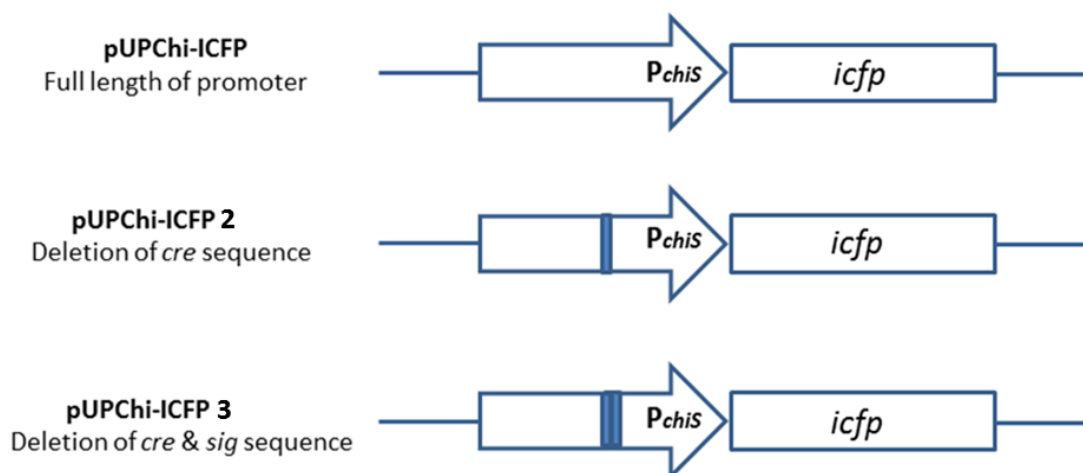 pUPChi-ICFP
Full length of promoter
PchiS
icfp
pUPChi-ICFP 2
Deletion of cre sequence
PchiS
icfp
pUPChi-ICFP 3
Deletion of cre & sig sequence
PchiS
icfp